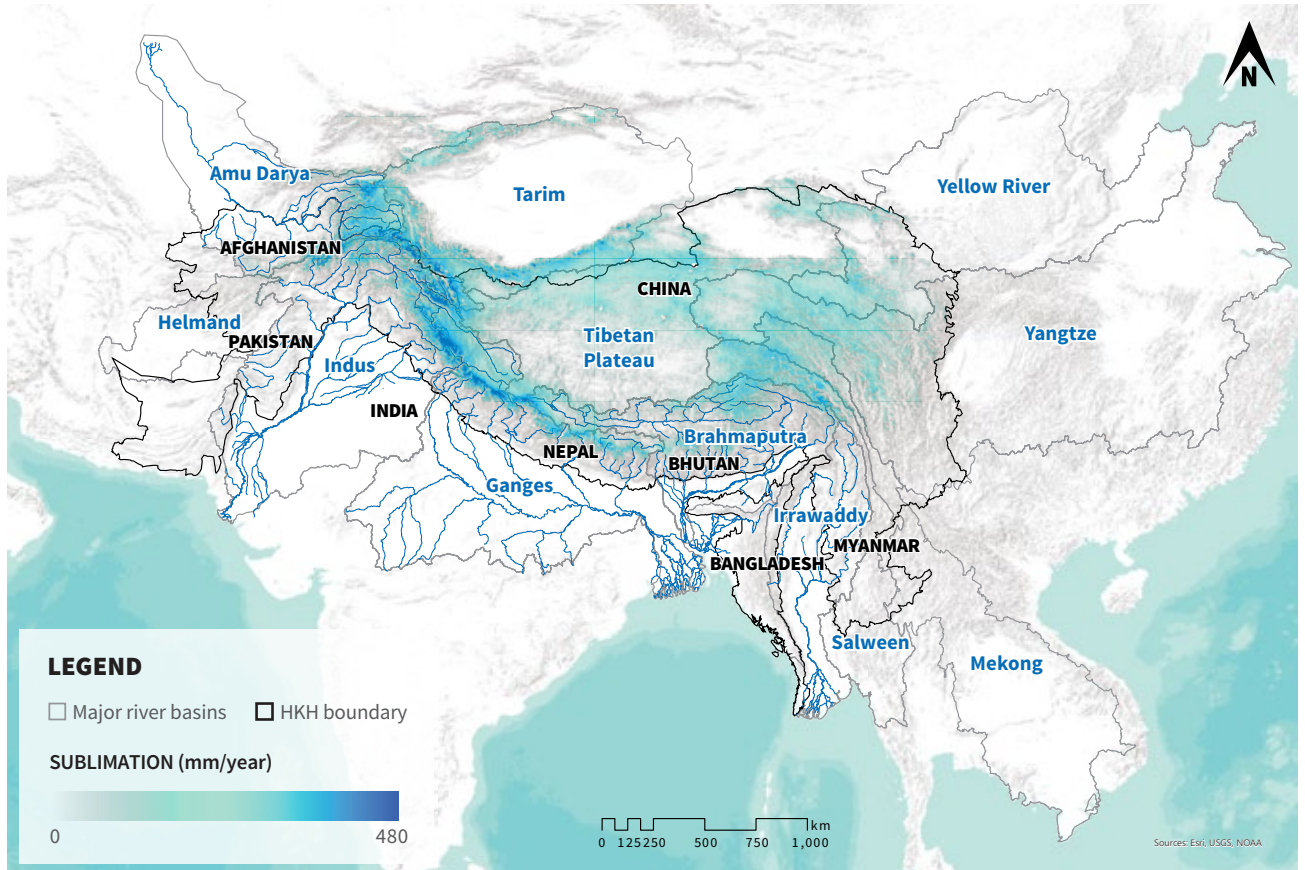 N
Amu Darya
Tarim
Yellow River
AFGHANISTAN
CHINA
Helmand
PAKISTAN
Tibetan
Plateau
Yangtze
Indus
INDIA
Brahmaputra
NEPAL
BHUTAN
Ganges
Irrawaddy
MYANMAR
BANGLADESH
Salween
Mekong
LEGEND
Major river basins HKH boundary
SUBLIMATION (mm/year)
0 480
km
0 125 250 500 750 1,000
Sources: Esri, USGS, NOAA